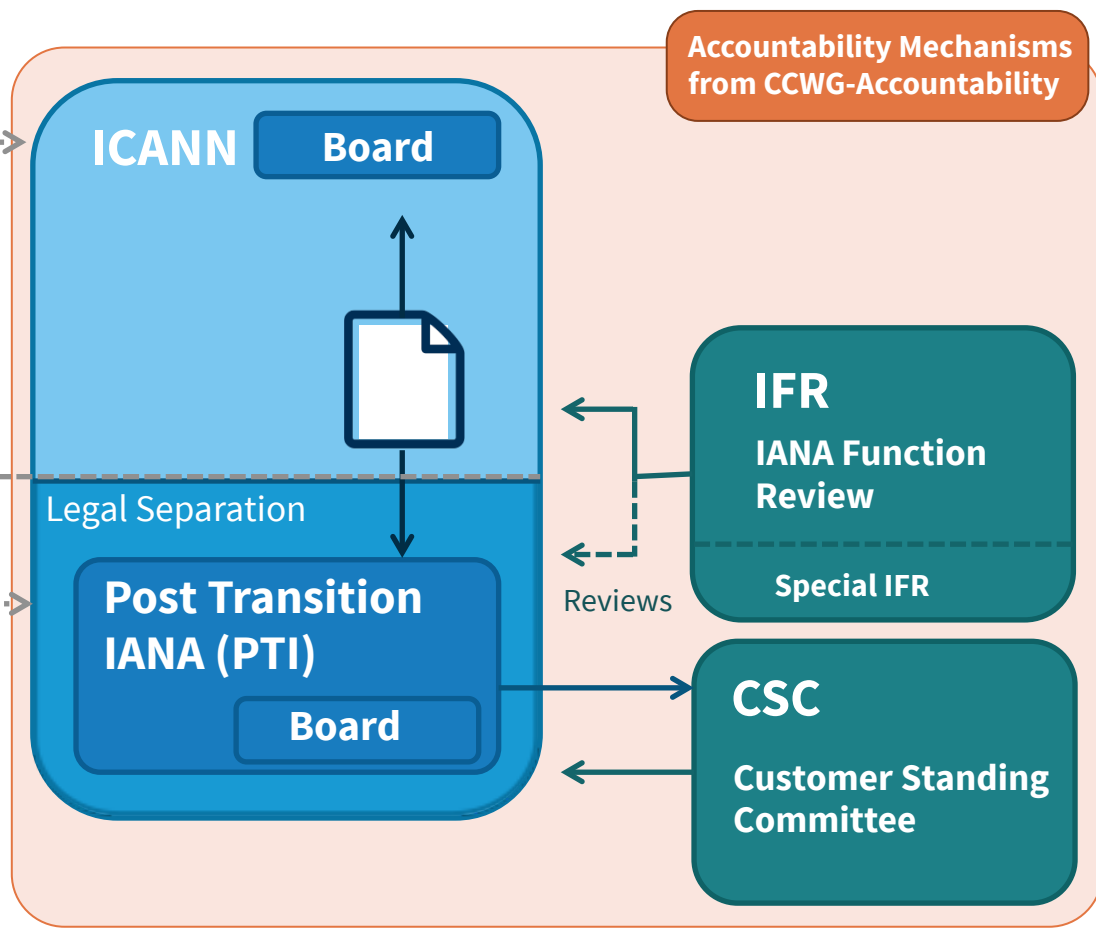 Accountability Mechanisms
from CCWG-Accountability
ICANN
Board
Legal Separation
Post Transition
IANA (PTI)
Board
IFR
IANA Function
Review
Special IFR
Reviews
CSC
Customer Standing
Committee